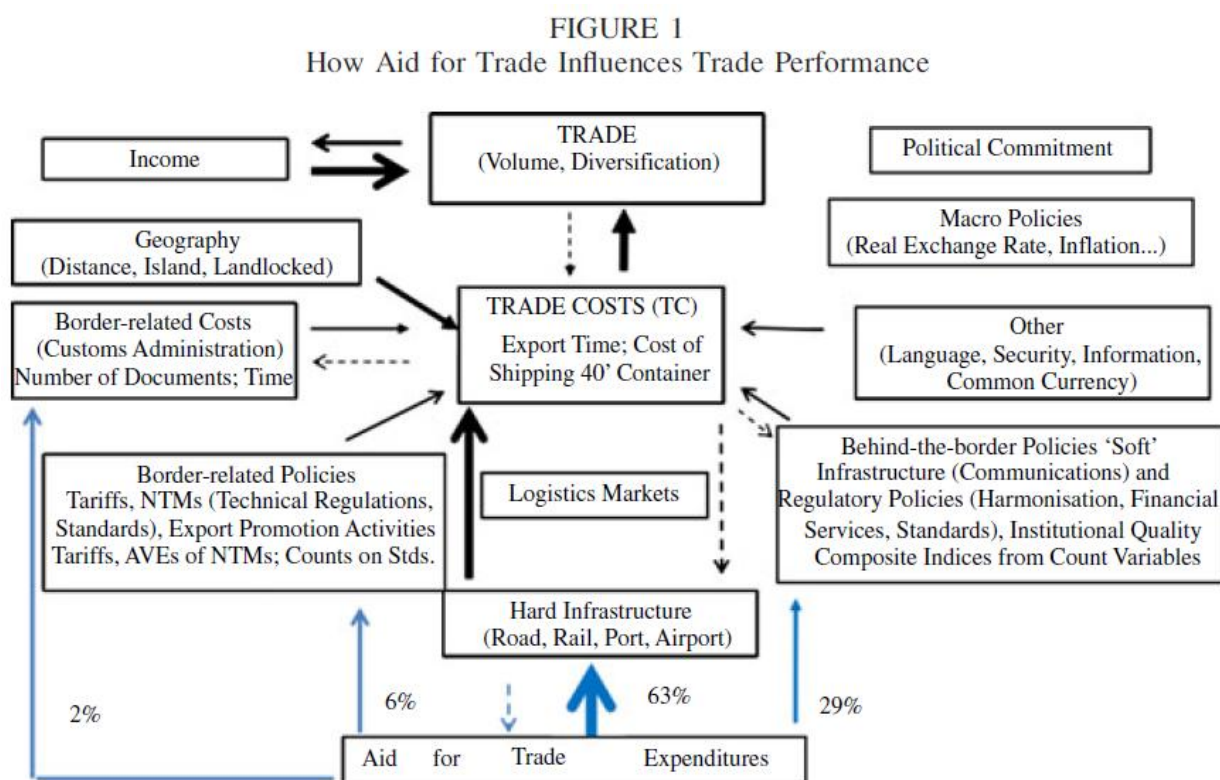 FIGURE 1
How Aid for Trade Influences Trade Performance
Income
TRADE
(Volume, Diversification)
Political Commitment
Macro Policies
(Real Exchange Rate, Inflation...)
Geography
(Distance, Island, Landlocked)
Border-related Costs
(Customs Administration)
Number of Documents; Time
TRADE COSTS (TC)
Export Time; Cost of
Shipping 40’ Container
Other
(Language, Security, Information,
Common Currency)
Border-related Policies
Tariffs, NTMs (Technical Regulations,
Standards), Export Promotion Activities
Tariffs, AVEs of NTMs; Counts on Stds.
Logistics Markets
Behind-the-border Policies ‘Soft’
Infrastructure (Communications) and
Regulatory Policies (Harmonisation, Financial
Services, Standards), Institutional Quality
Composite Indices from Count Variables
Hard Infrastructure
(Road, Rail, Port, Airport)
2%
6%
63%
29%
Aid for Trade Expenditures